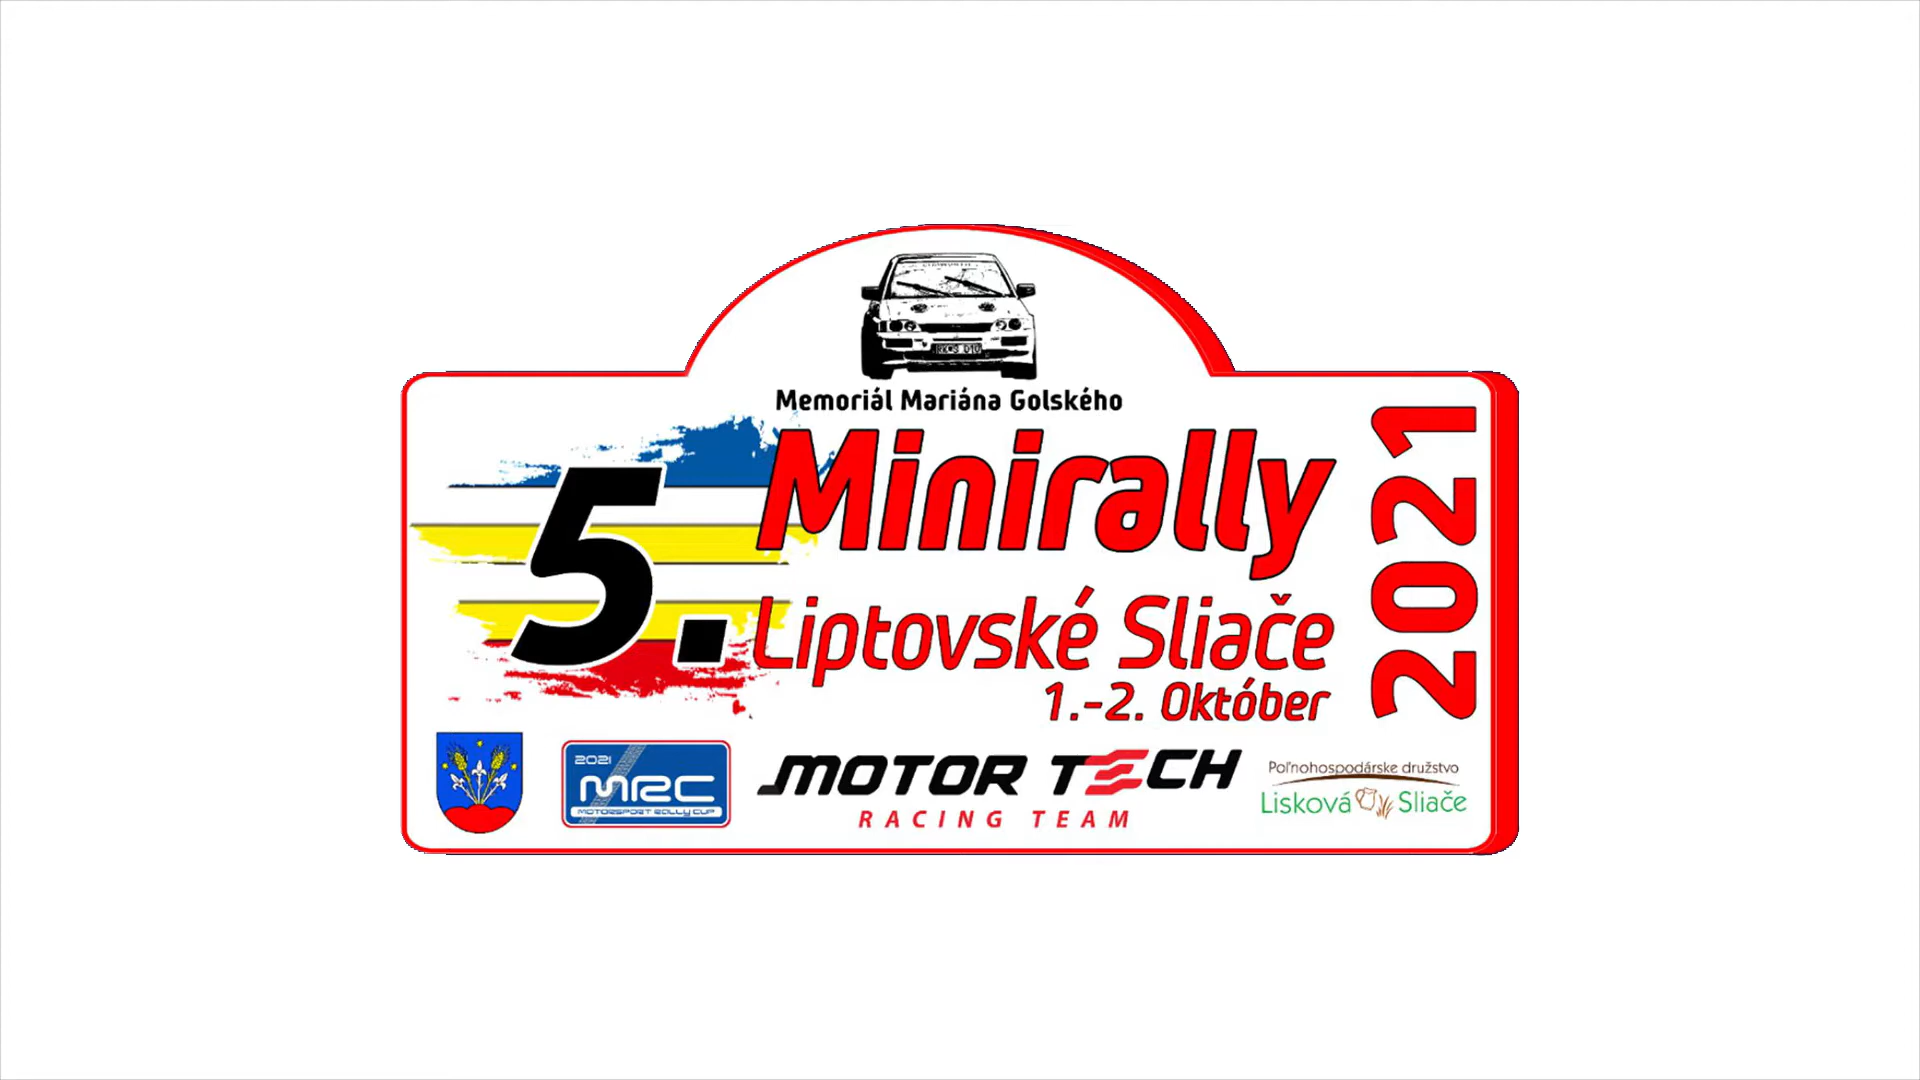 Memoriál Mariána Golského
5. Minirally
Liptovské Sliače
1.-2. Október
2021
2021
MRC
MOTORSPORT RALLY CUP
MOTOR TECH
RACING TEAM
Poľnohospodárske družstvo
Lisková Sliače